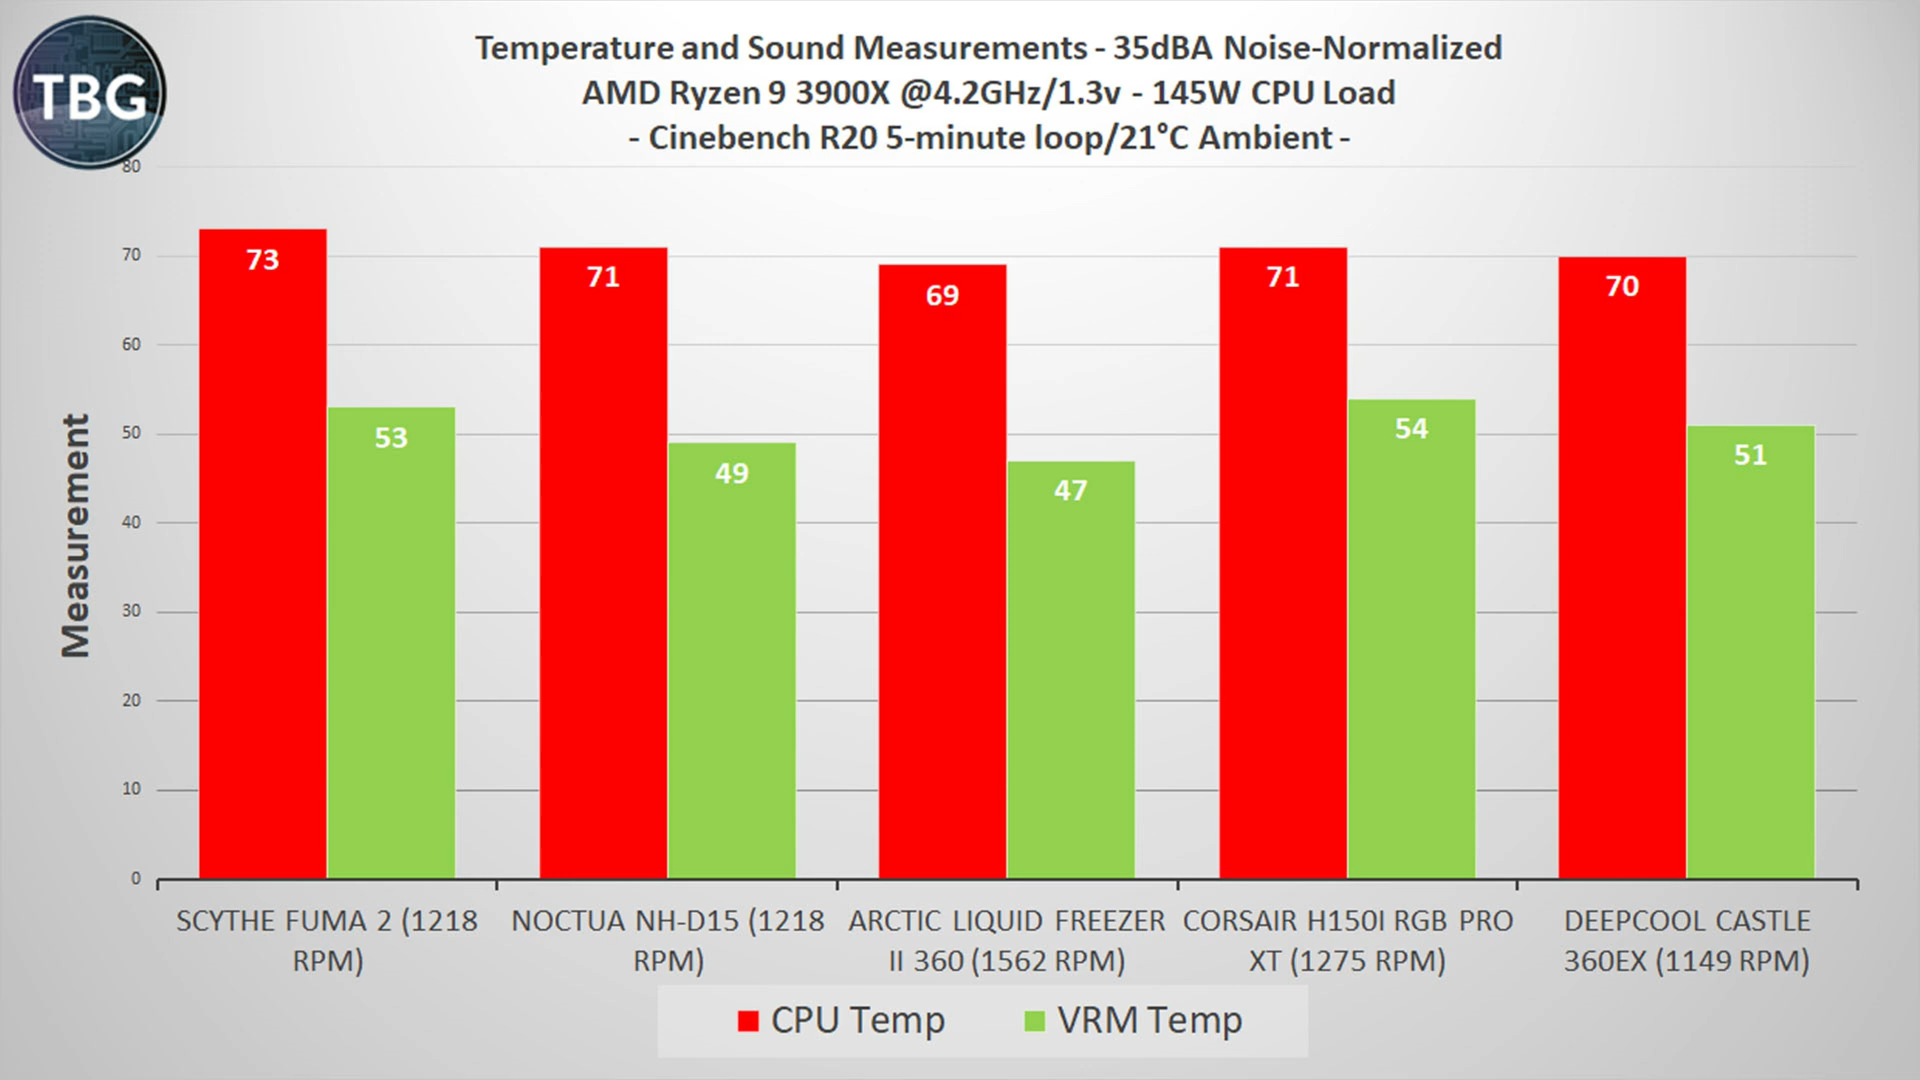 TBG
Temperature and Sound Measurements - 35dBA Noise-Normalized
AMD Ryzen 9 3900X @4.2GHz/1.3v - 145W CPU Load
- Cinebench R20 5-minute loop/21°C Ambient -
Measurement
80
70
60
50
40
30
20
10
0
73
53
71
49
69
47
71
54
70
51
SCYTHE FUMA 2 (1218
RPM)
NOCTUA NH-D15 (1218
RPM)
ARCTIC LIQUID FREEZER
II 360 (1562 RPM)
CORSAIR H150I RGB PRO
XT (1275 RPM)
DEEPCOOL CASTLE
360EX (1149 RPM)
CPU Temp
VRM Temp